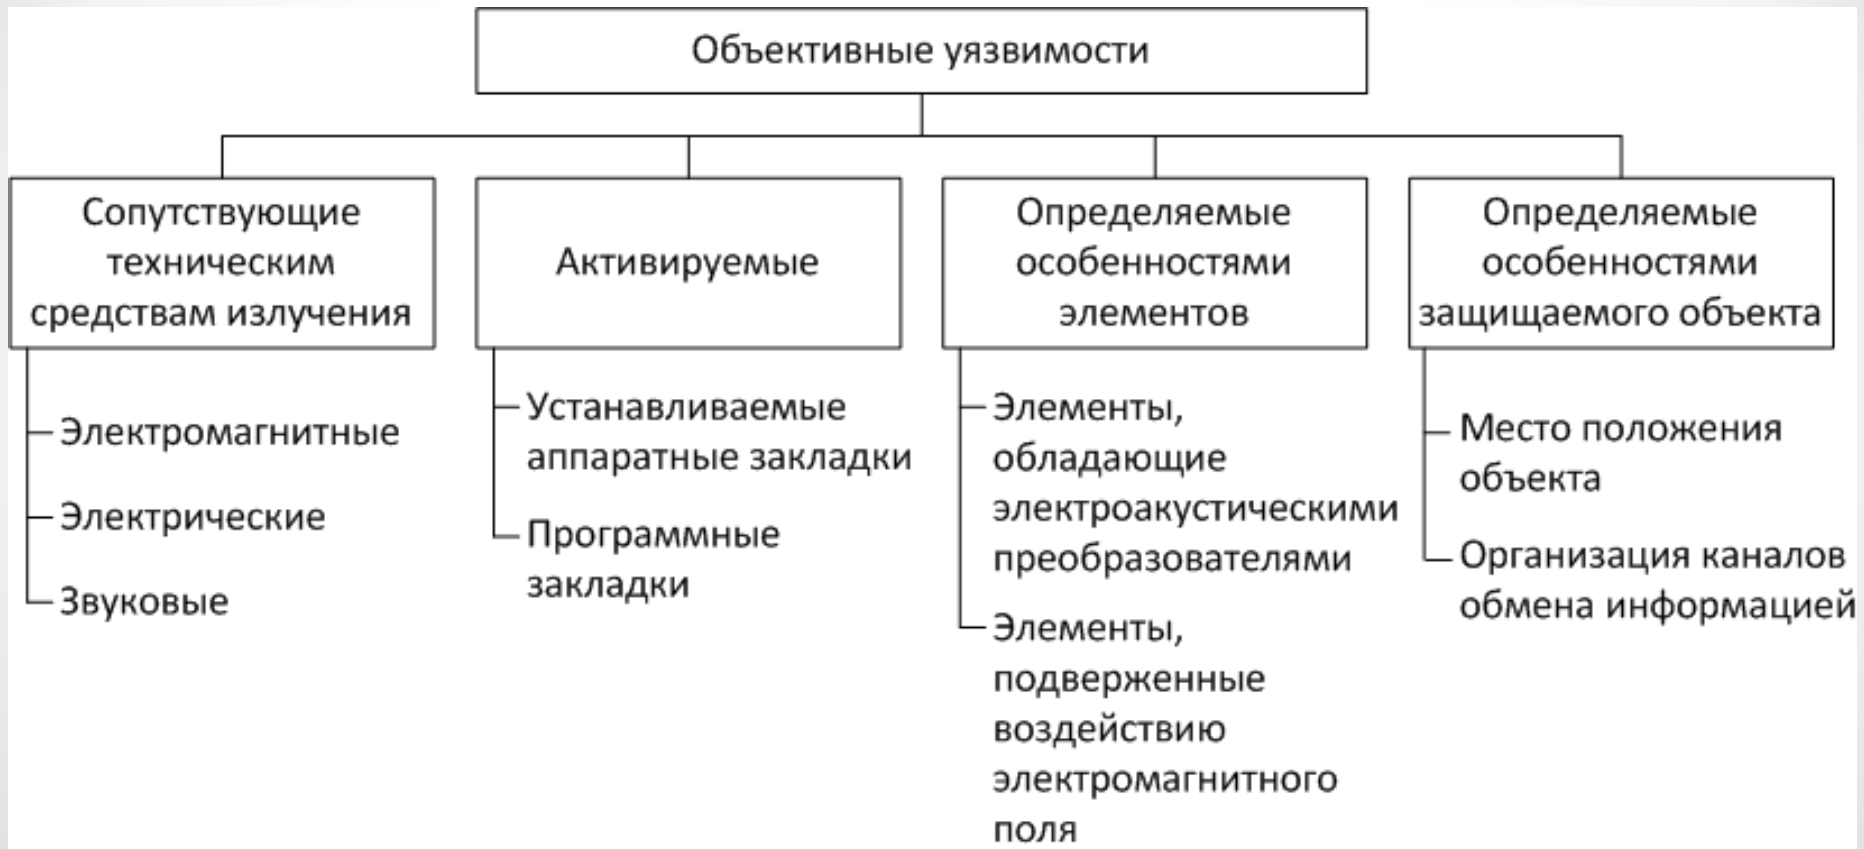 Объективные уязвимости
Сопутствующие
техническим
средствам излучения
Электромагнитные
Электрические
Звуковые
Активируемые
Устанавливаемые
аппаратные закладки
Программные
закладки
Определяемые
особенностями
элементов
Элементы,
обладающие
электроакустическими
преобразователями
Элементы,
подверженные
воздействию
электромагнитного
поля
Определяемые
особенностями
защищаемого объекта
Место положения
объекта
Организация каналов
обмена информацией